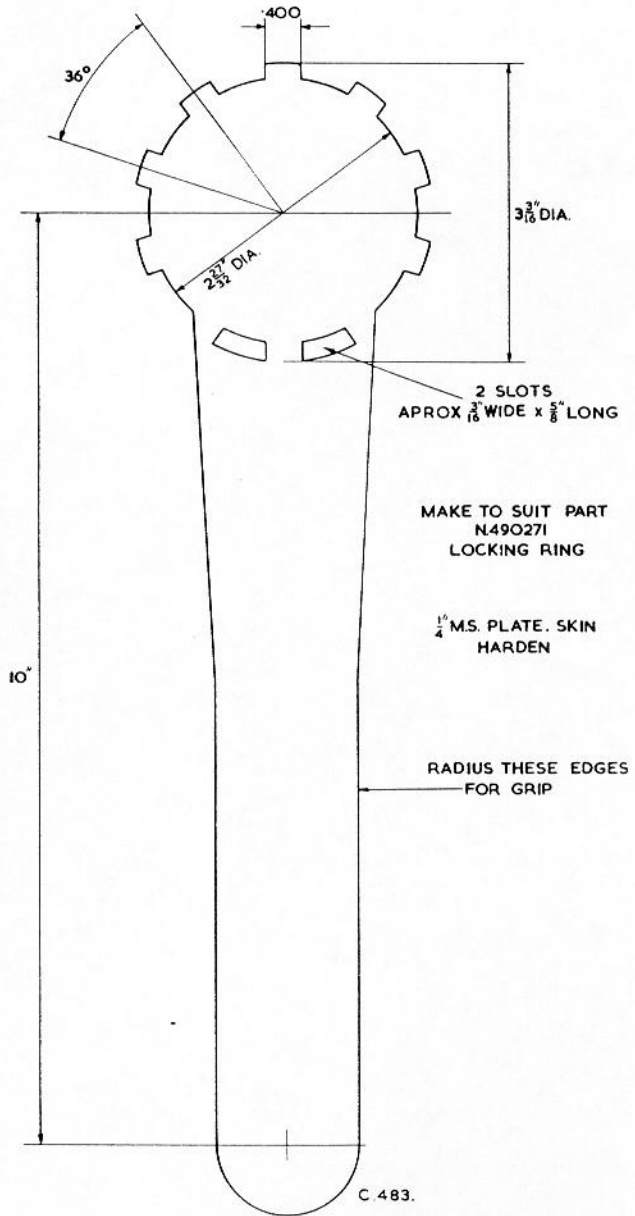 .400
36°
3 3/16" DIA.
2 27/32" DIA.
2 SLOTS
APROX 3/16" WIDE x 5/8" LONG
MAKE TO SUIT PART
N.490271
LOCKING RING
1/4" M.S. PLATE. SKIN
HARDEN
10"
RADIUS THESE EDGES
FOR GRIP
C.483.